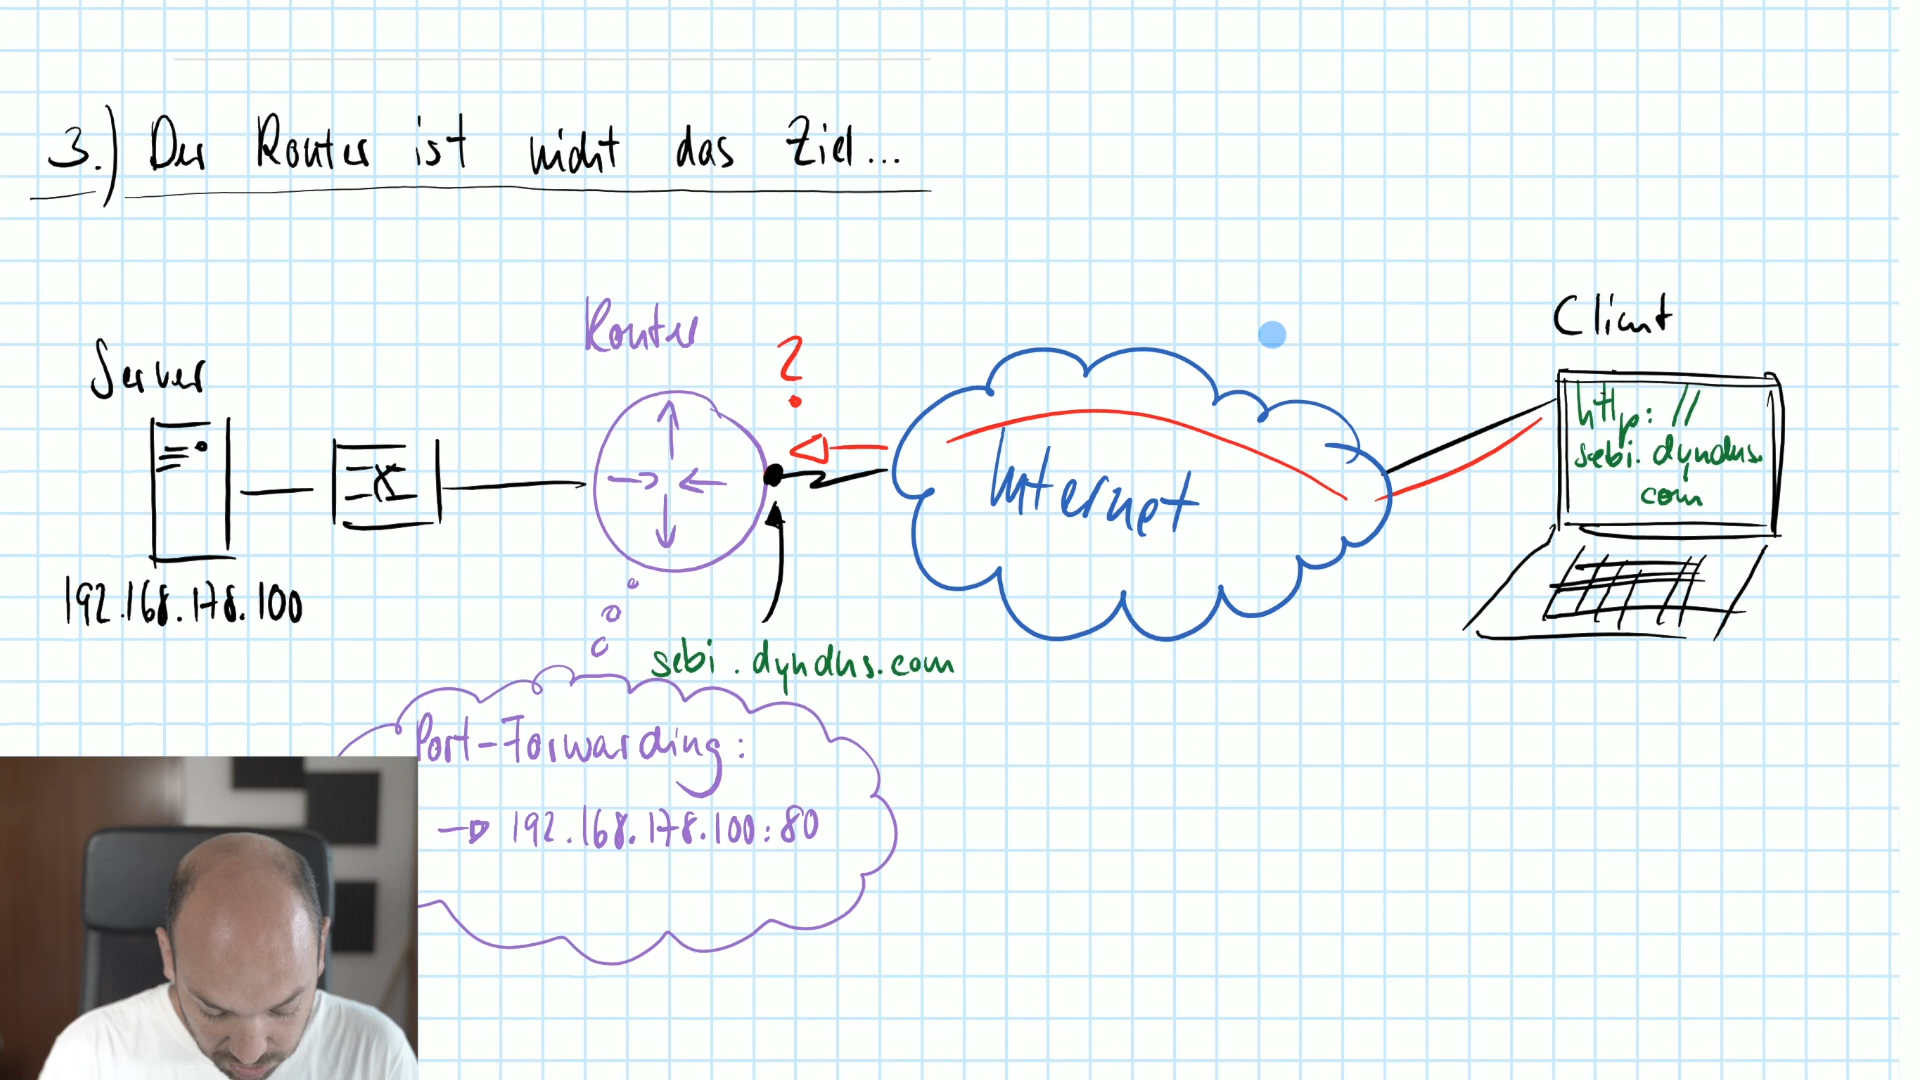 3.) Der Router ist nicht das Ziel...
Router
Client
Server
?
http://
sebi.dyndns.
com
Internet
192.168.178.100
sebi.dyndns.com
Port-Forwarding:
→ 192.168.178.100:80